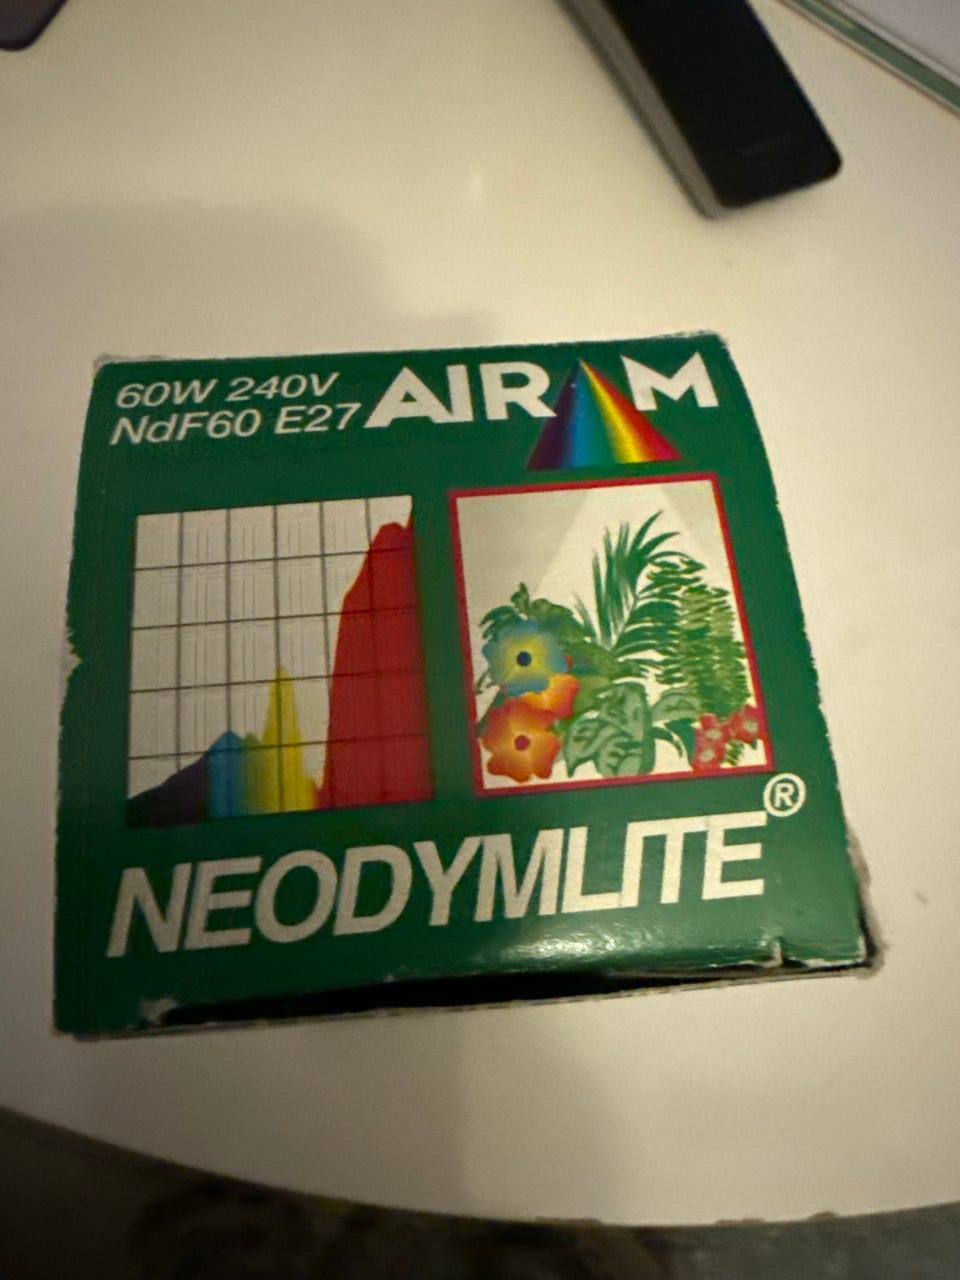 60W 240V
NdF60 E27
AIRAM
NEODYMLITE®